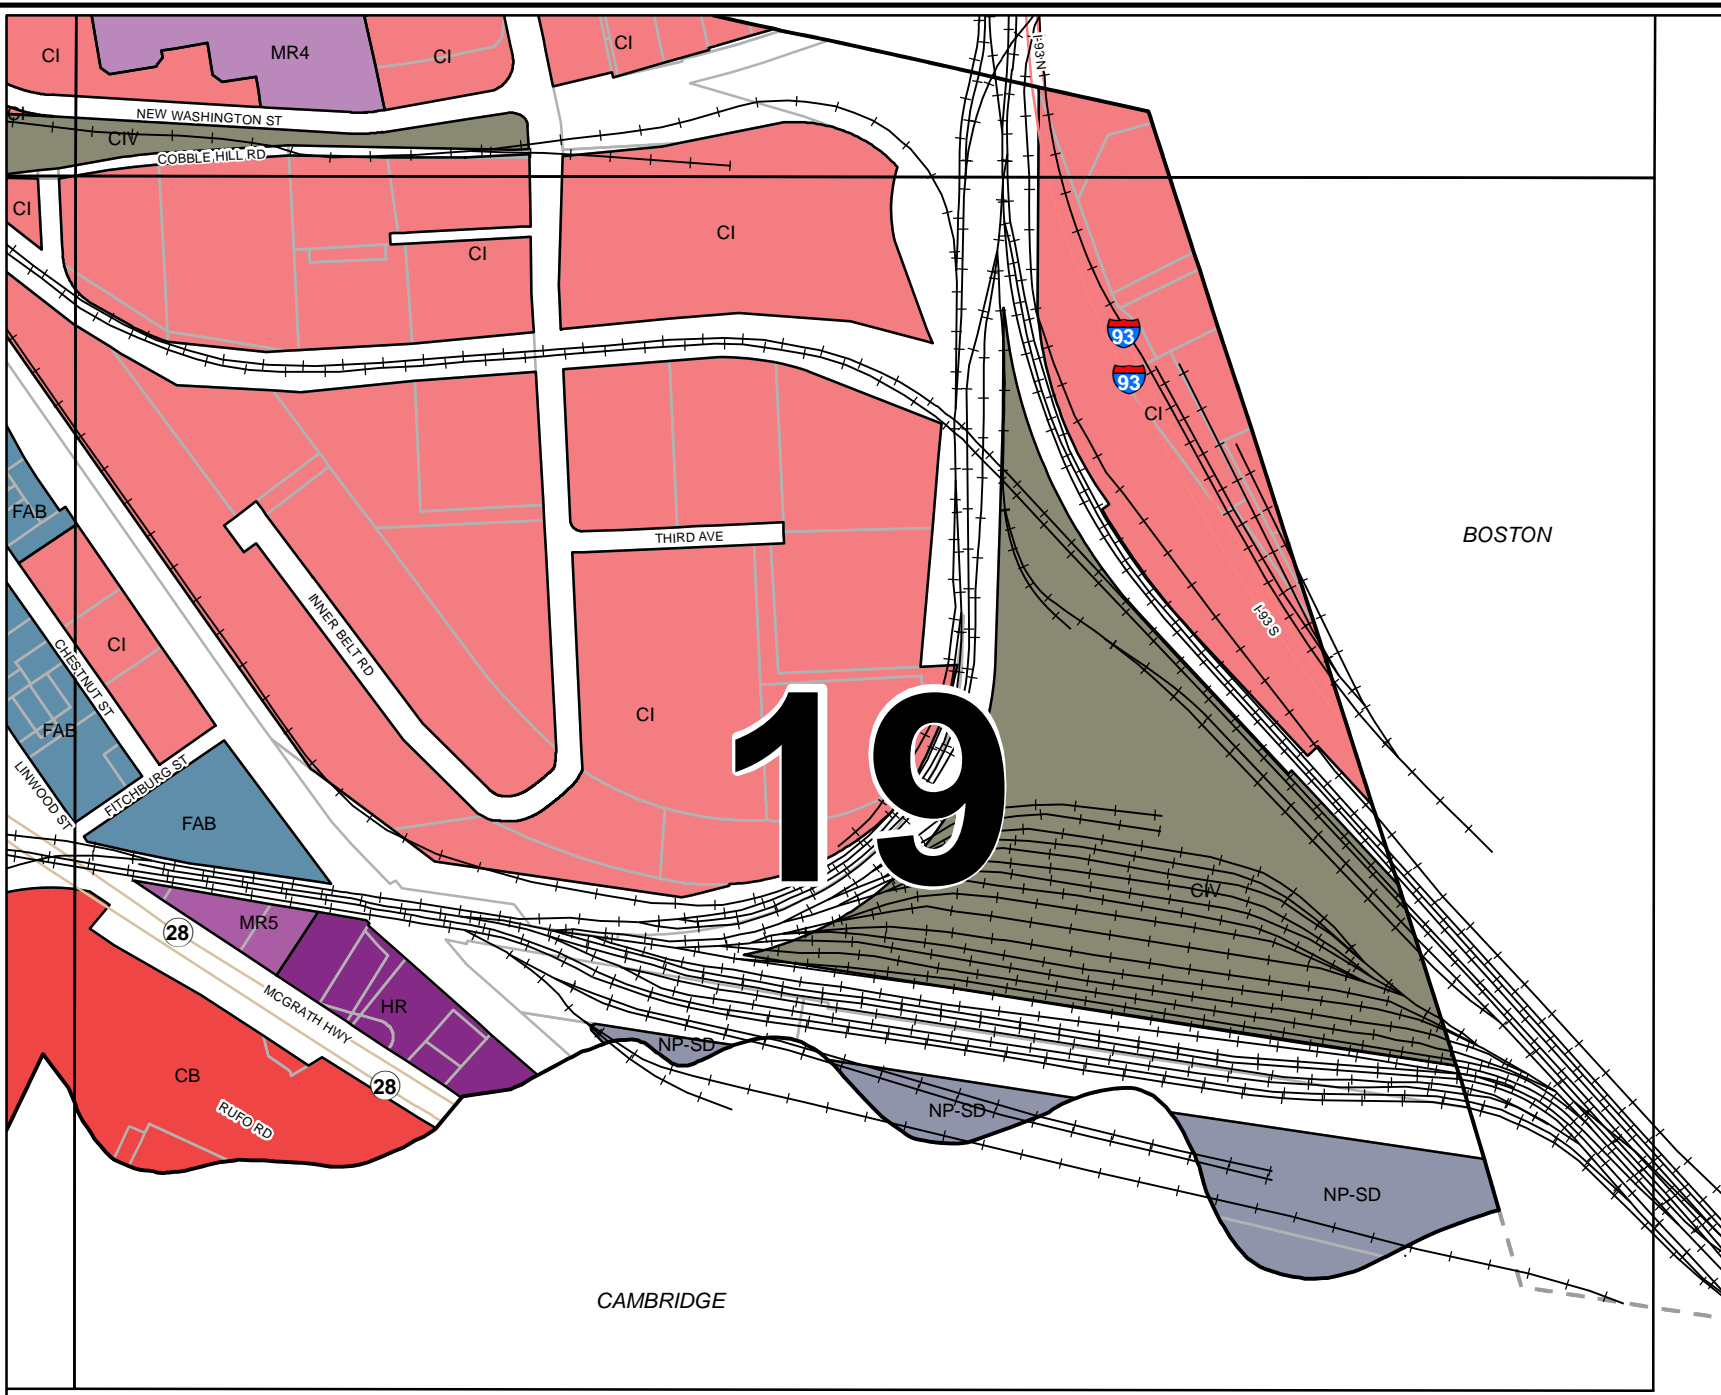 CI
MR4
CI
CI
I-93 N
CI
NEW WASHINGTON ST
CIV
COBBLE HILL RD
CI
CI
CI
93
93
CI
FAB
THIRD AVE
BOSTON
INNER BELT RD
I-93 S
CI
CHESTNUT ST
CI
FAB
LINWOOD ST
FITCHBURG ST
FAB
19
CIV
28
MR5
HR
MCGRATH HWY
NP-SD
CB
28
RUFO RD
NP-SD
NP-SD
CAMBRIDGE